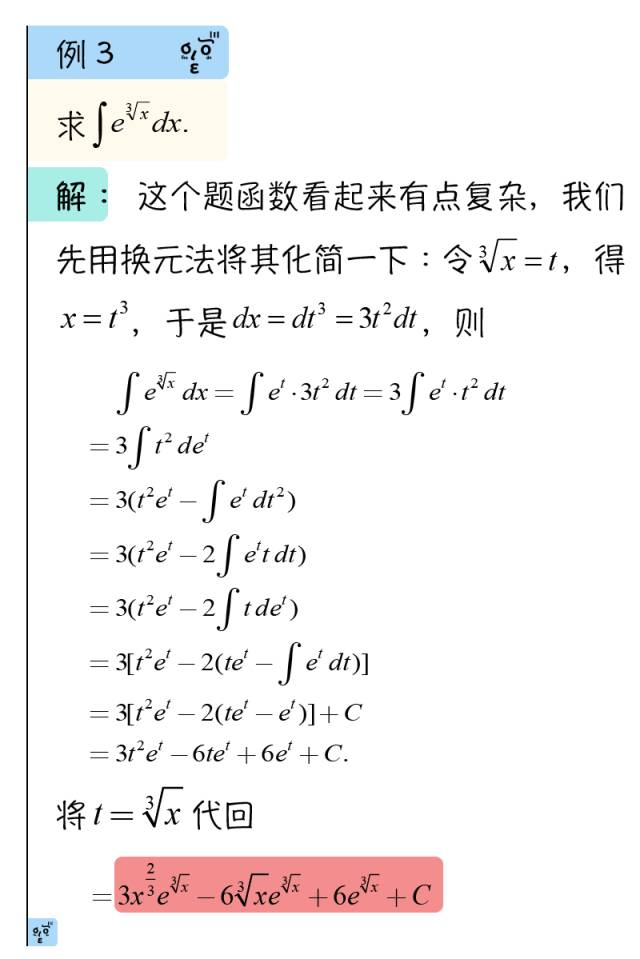 例 3
求∫e^{∛x}dx.
解： 这个题函数看起来有点复杂，我们
先用换元法将其化简一下：令∛x = t，得
x = t³，于是dx = dt³ = 3t²dt，则
∫e^{∛x} dx = ∫e^t · 3t² dt = 3∫e^t · t² dt
= 3∫t² de^t
= 3(t²e^t − ∫e^t dt²)
= 3(t²e^t − 2∫e^t t dt)
= 3(t²e^t − 2∫t de^t)
= 3[t²e^t − 2(te^t − ∫e^t dt)]
= 3[t²e^t − 2(te^t − e^t)] + C
= 3t²e^t − 6te^t + 6e^t + C.
将 t = ∛x 代回
= 3x^{2/3}e^{∛x} − 6∛xe^{∛x} + 6e^{∛x} + C